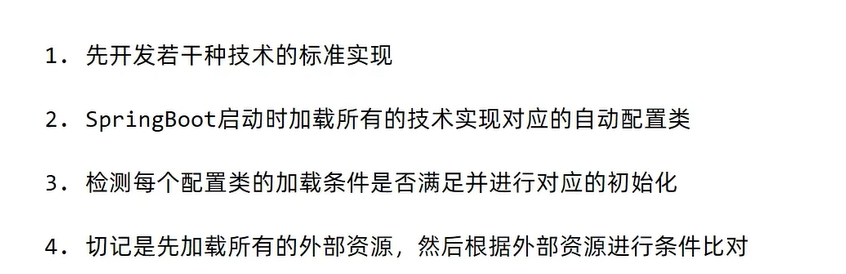 1. 先开发若干种技术的标准实现
2. SpringBoot启动时加载所有的技术实现对应的自动配置类
3. 检测每个配置类的加载条件是否满足并进行对应的初始化
4. 切记是先加载所有的外部资源，然后根据外部资源进行条件比对